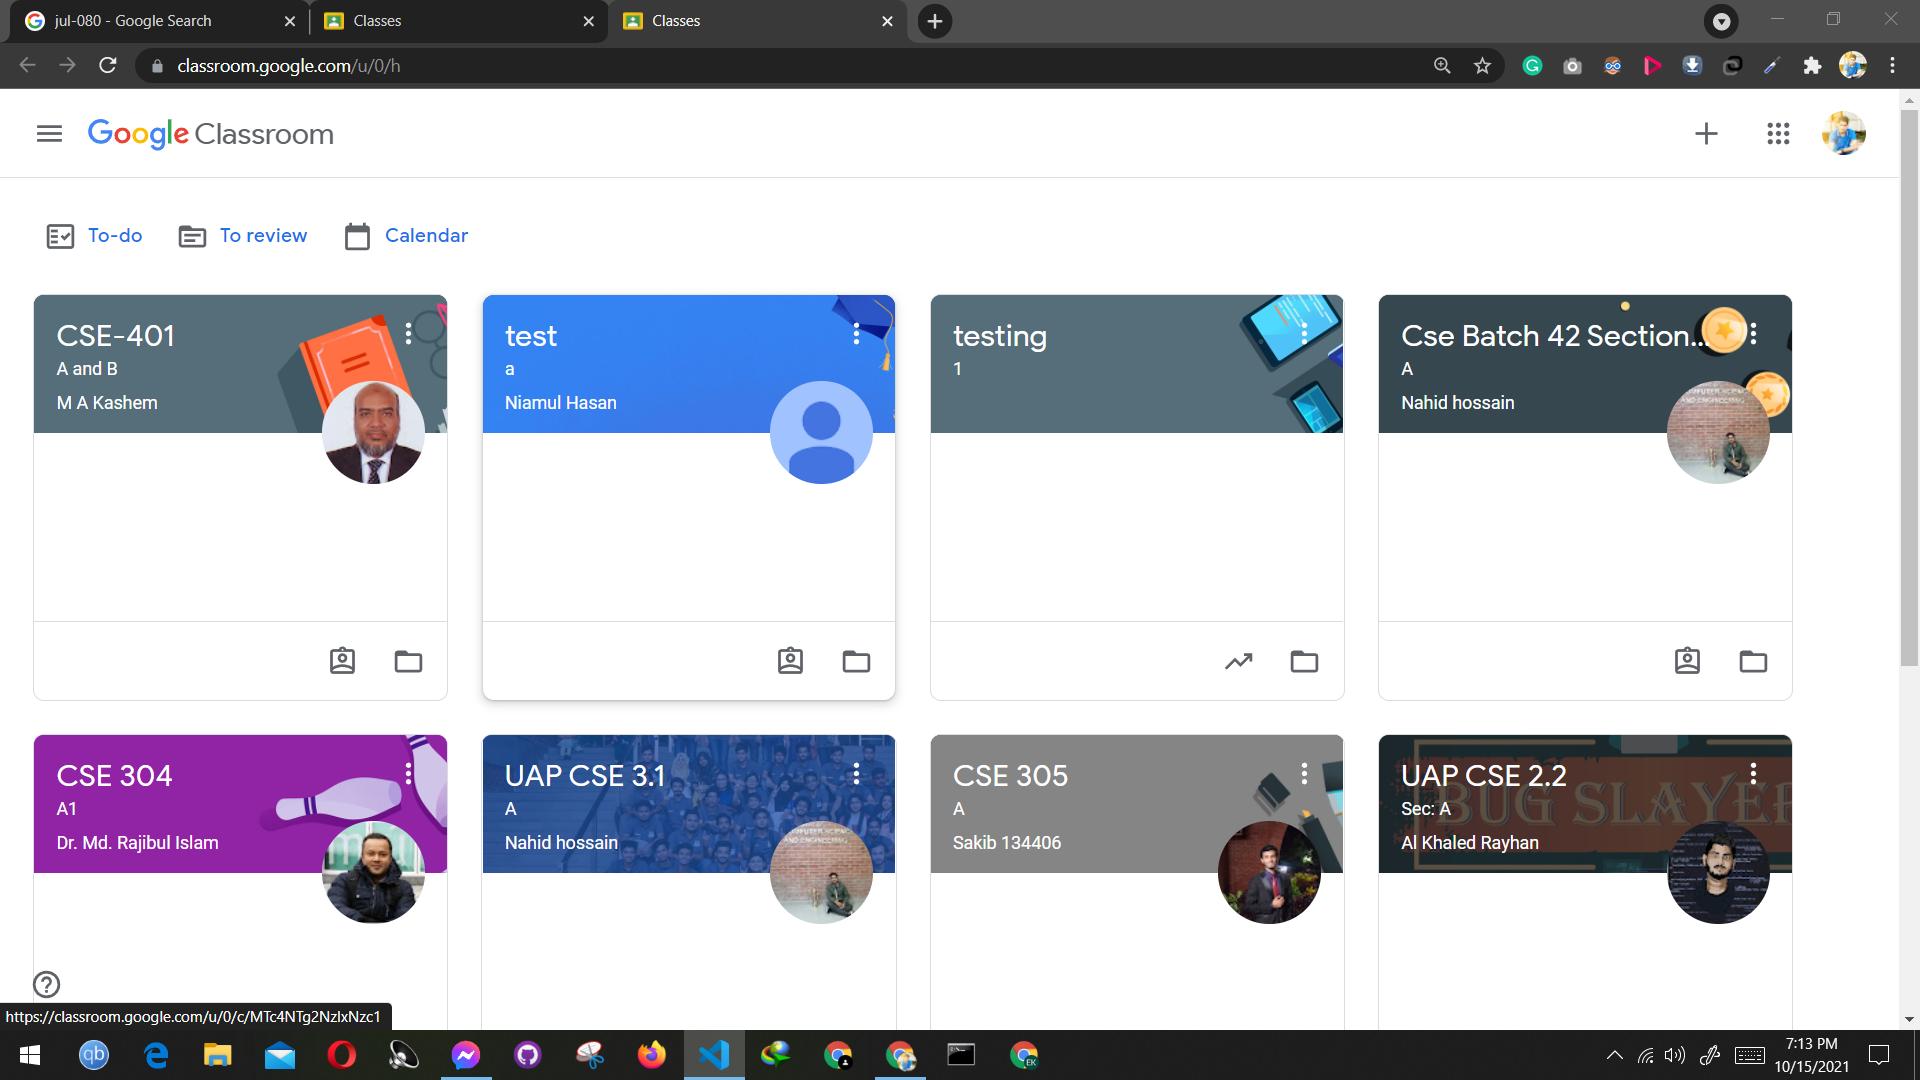 jul-080 - Google Search
Classes
Classes
classroom.google.com/u/0/h
Google Classroom
To-do
To review
Calendar
CSE-401
A and B
M A Kashem
test
a
Niamul Hasan
testing
1
Cse Batch 42 Section...
A
Nahid hossain
CSE 304
A1
Dr. Md. Rajibul Islam
UAP CSE 3.1
A
Nahid hossain
CSE 305
A
Sakib 134406
UAP CSE 2.2
Sec: A
Al Khaled Rayhan
BUG SLAYER
https://classroom.google.com/u/0/c/MTc4NTg2NzIxNzc1
qb
EK
7:13 PM
10/15/2021